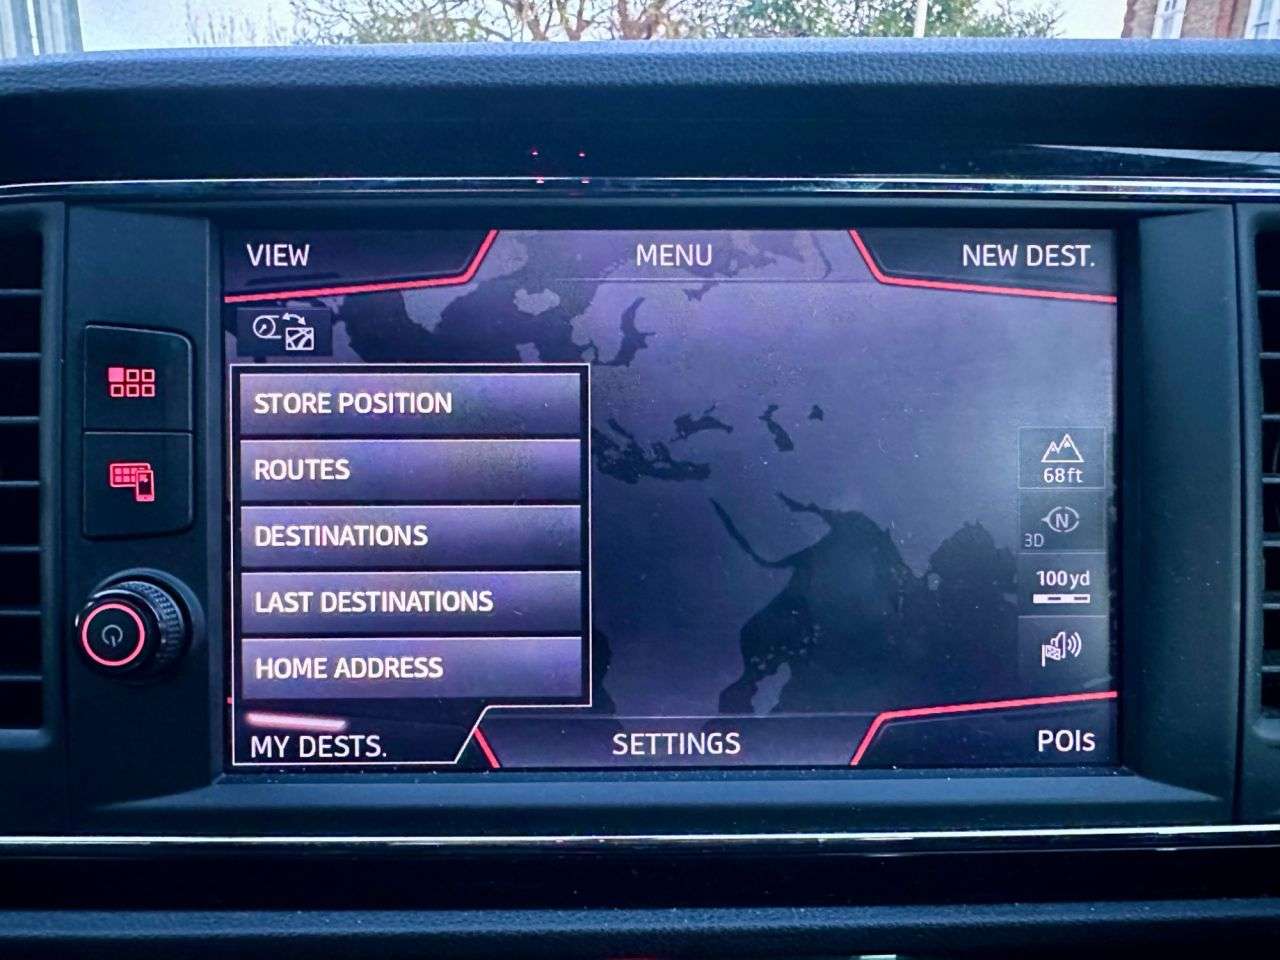 VIEW
MENU
NEW DEST.
STORE POSITION
ROUTES
DESTINATIONS
LAST DESTINATIONS
HOME ADDRESS
68ft
N
3D
100yd
MY DESTS.
SETTINGS
POIs